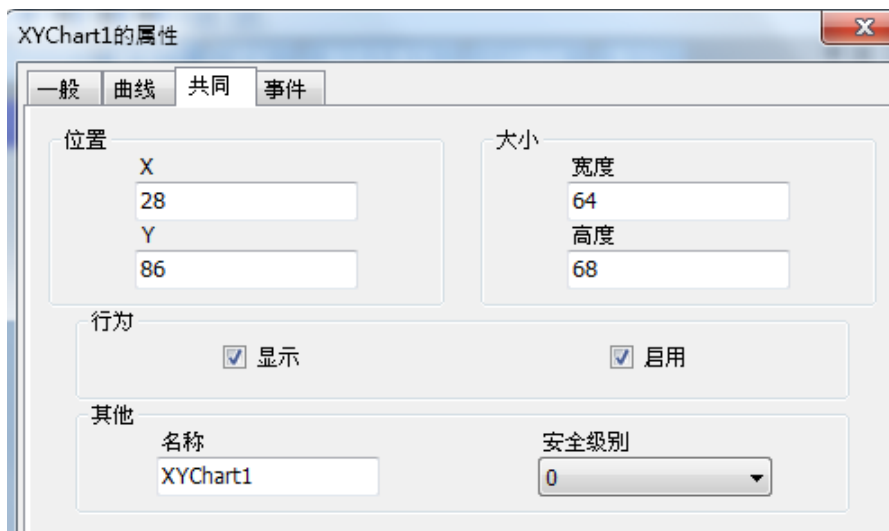 XYChart1的属性
一般 曲线 共同 事件
位置 大小
X 宽度
28 64
Y 高度
86 68
行为
显示 启用
其他
名称 安全级别
XYChart1 0